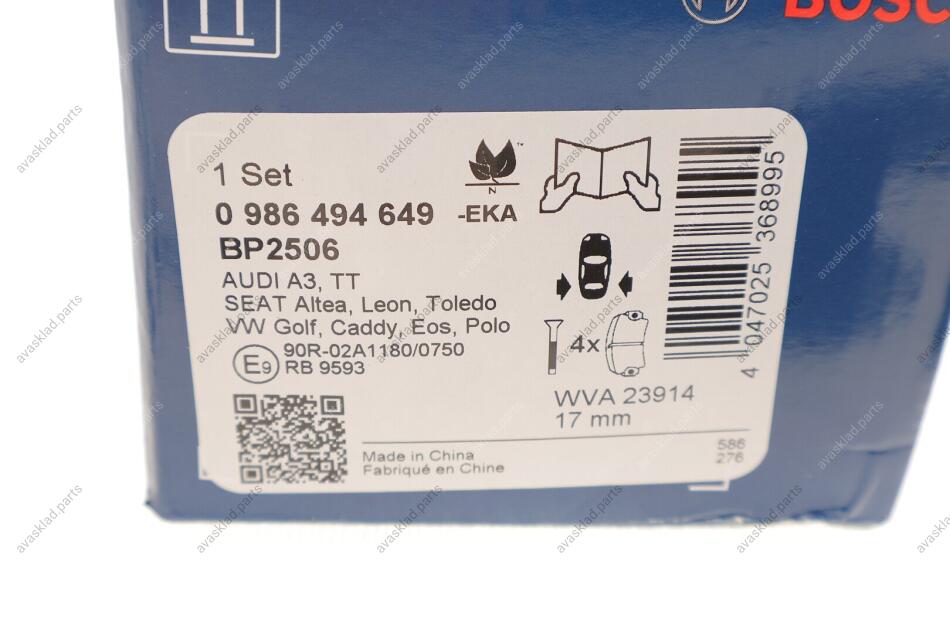 BOSCH
1 Set
0 986 494 649 -EKA
BP2506
AUDI A3, TT
SEAT Altea, Leon, Toledo
VW Golf, Caddy, Eos, Polo
E9
90R-02A1180/0750
RB 9593
N
™
4x
WVA 23914
17 mm
4 047025 368995
Made in China
Fabriqué en Chine
586
276
avasklad.parts